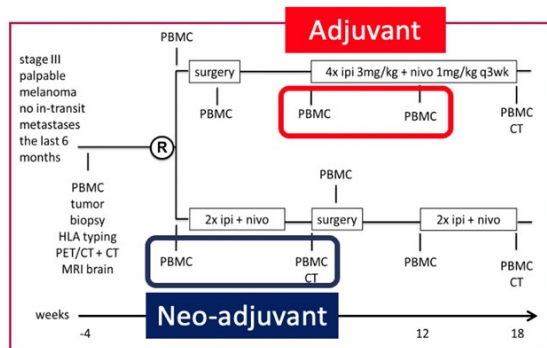 Adjuvant
stage III
palpable
melanoma
no in-transit
metastases
the last 6
months
PBMC
tumor
biopsy
HLA typing
PET/CT + CT
MRI brain
R
PBMC
surgery
4x ipi 3mg/kg + nivo 1mg/kg q3wk
PBMC
PBMC
PBMC
PBMC
CT
PBMC
2x ipi + nivo
surgery
2x ipi + nivo
PBMC
PBMC
CT
PBMC
PBMC
CT
Neo-adjuvant
weeks
-4
12
18